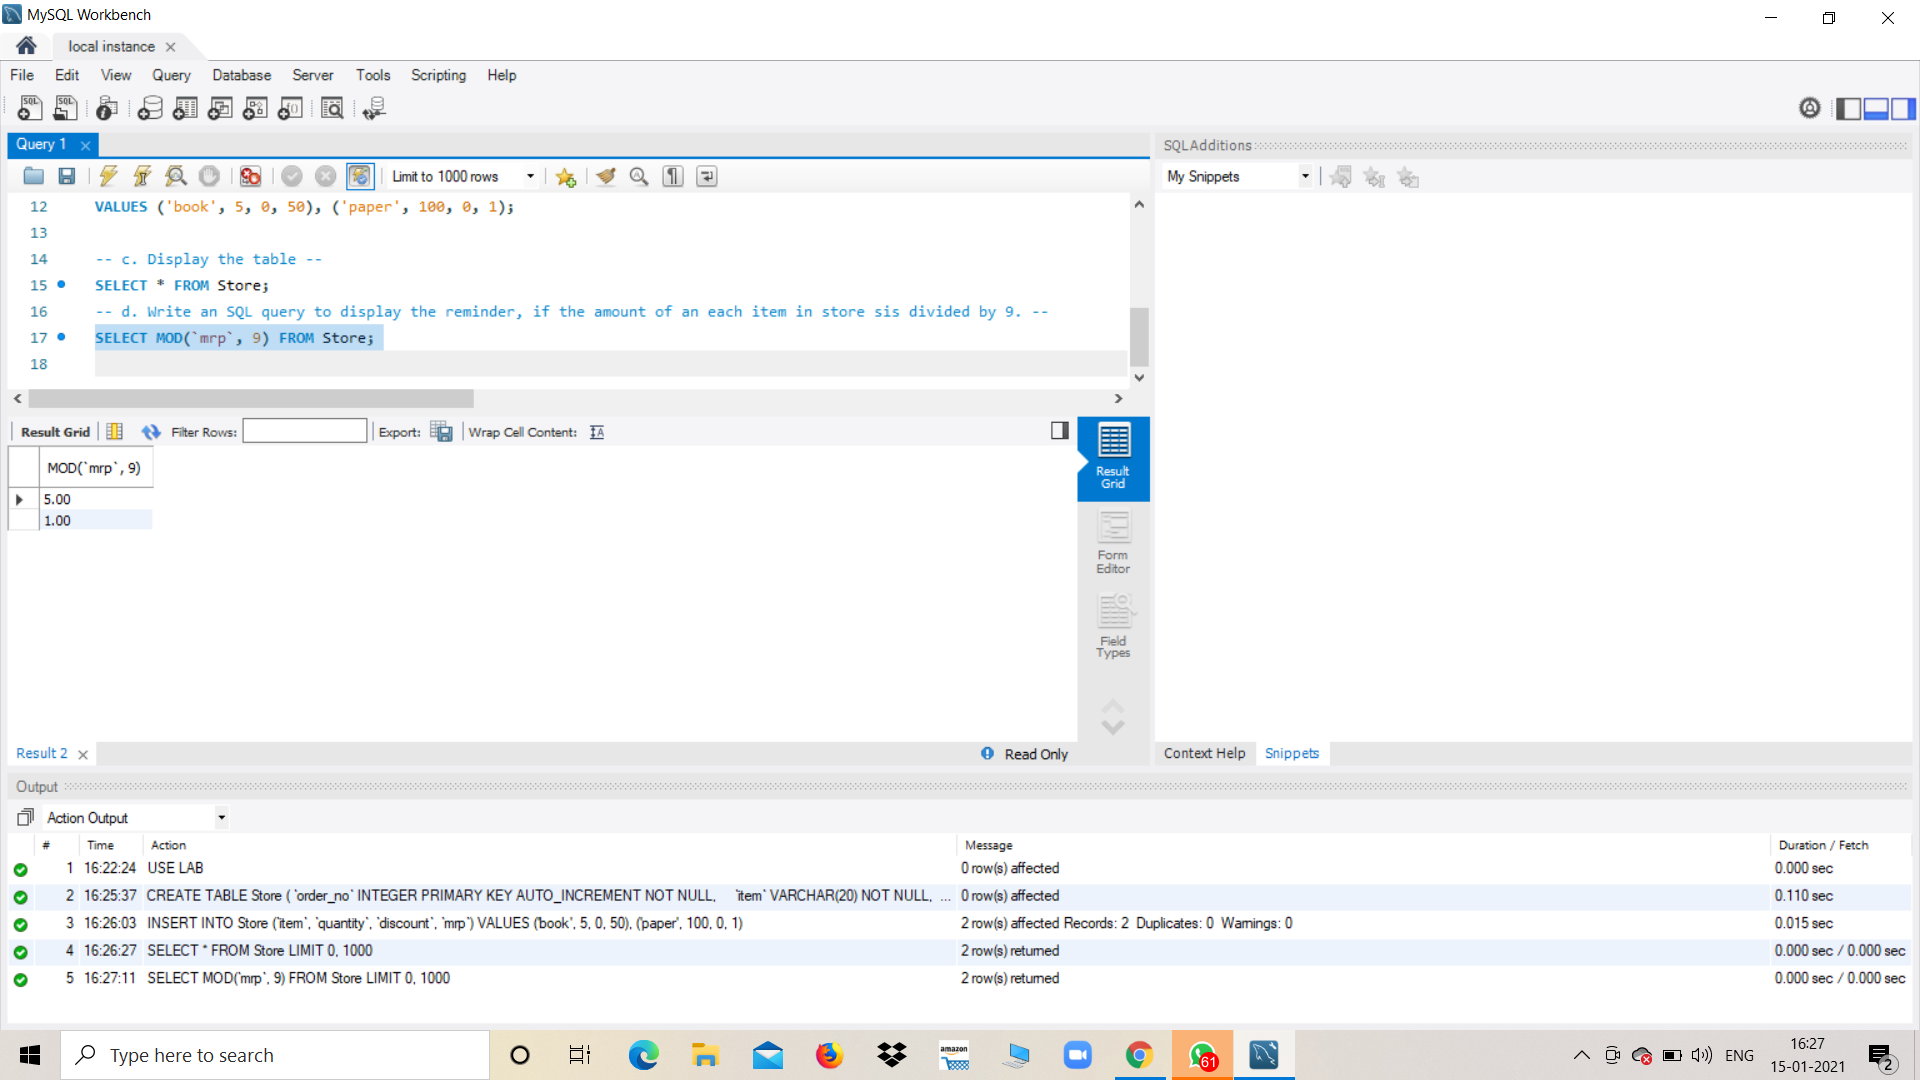 MySQL Workbench
local instance
File Edit View Query Database Server Tools Scripting Help
Query 1
SQLAdditions
Limit to 1000 rows
My Snippets
12 VALUES ('book', 5, 0, 50), ('paper', 100, 0, 1);
13
14 -- c. Display the table --
15 SELECT * FROM Store;
16 -- d. Write an SQL query to display the reminder, if the amount of an each item in store sis divided by 9. --
17 SELECT MOD(`mrp`, 9) FROM Store;
18
Result Grid Filter Rows: Export: Wrap Cell Content:
MOD(`mrp`, 9)
5.00
1.00
Result
Grid
Form
Editor
Field
Types
Result 2
Read Only
Context Help Snippets
Output
Action Output
# Time Action Message Duration / Fetch
1 16:22:24 USE LAB 0 row(s) affected 0.000 sec
2 16:25:37 CREATE TABLE Store ( `order_no` INTEGER PRIMARY KEY AUTO_INCREMENT NOT NULL, `item` VARCHAR(20) NOT NULL, ... 0 row(s) affected 0.110 sec
3 16:26:03 INSERT INTO Store (`item`, `quantity`, `discount`, `mrp`) VALUES ('book', 5, 0, 50), ('paper', 100, 0, 1) 2 row(s) affected Records: 2 Duplicates: 0 Warnings: 0 0.015 sec
4 16:26:27 SELECT * FROM Store LIMIT 0, 1000 2 row(s) returned 0.000 sec / 0.000 sec
5 16:27:11 SELECT MOD(`mrp`, 9) FROM Store LIMIT 0, 1000 2 row(s) returned 0.000 sec / 0.000 sec
Type here to search
amazon
61
ENG
16:27
15-01-2021
2